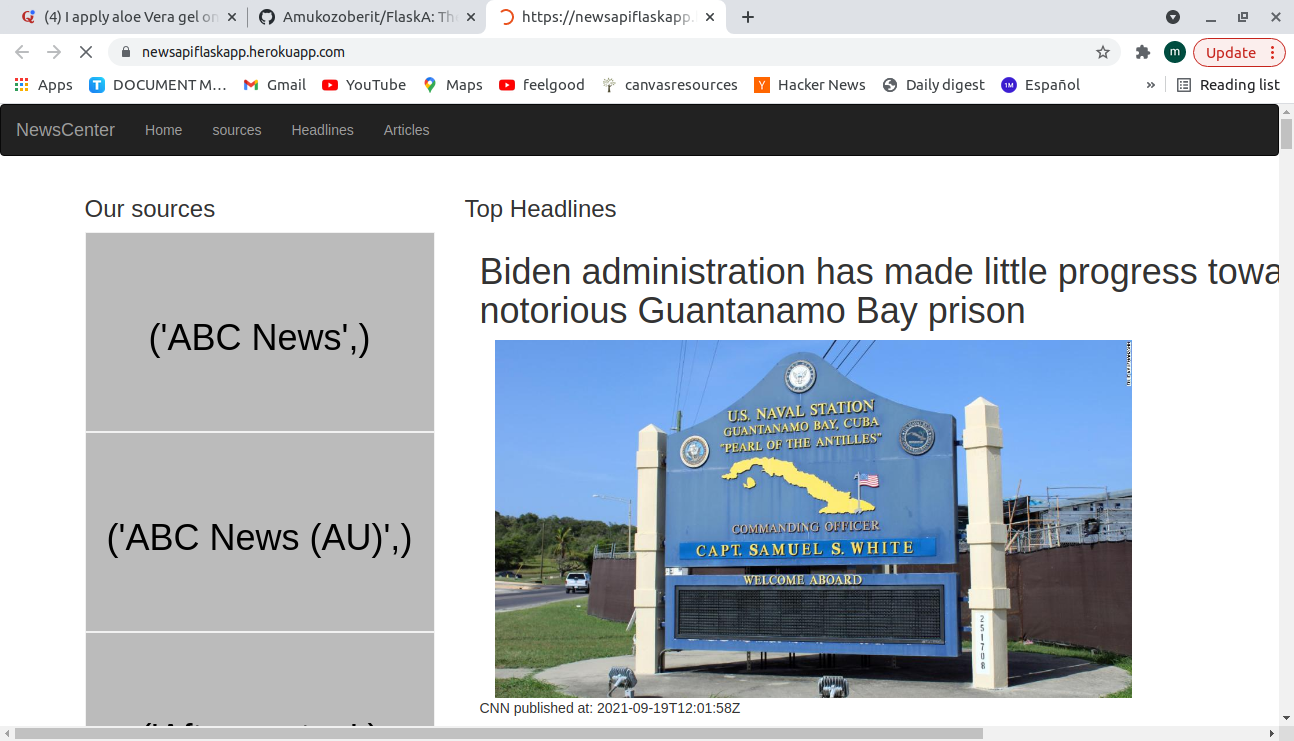 (4) I apply aloe Vera gel on
Amukozoberit/FlaskA: The
https://newsapiflaskapp.
newsapiflaskapp.herokuapp.com
m
Update
Apps
DOCUMENT M...
Gmail
YouTube
Maps
feelgood
canvasresources
Hacker News
Daily digest
1M
Español
»
Reading list
NewsCenter
Home
sources
Headlines
Articles
Our sources
('ABC News',)
('ABC News (AU)',)
Top Headlines
Biden administration has made little progress towa
notorious Guantanamo Bay prison
U.S. NAVAL STATION
GUANTANAMO BAY, CUBA
"PEARL OF THE ANTILLES"
COMMANDING OFFICER
CAPT. SAMUEL S. WHITE
WELCOME ABOARD
CNN published at: 2021-09-19T12:01:58Z